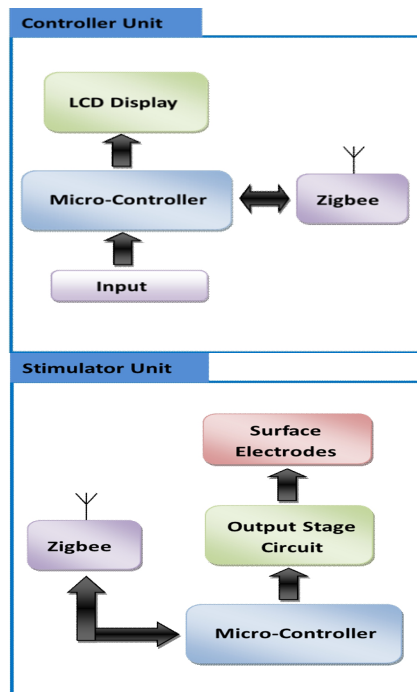 Controller Unit
LCD Display
Micro-Controller
Zigbee
Input
Stimulator Unit
Surface
Electrodes
Zigbee
Output Stage
Circuit
Micro-Controller